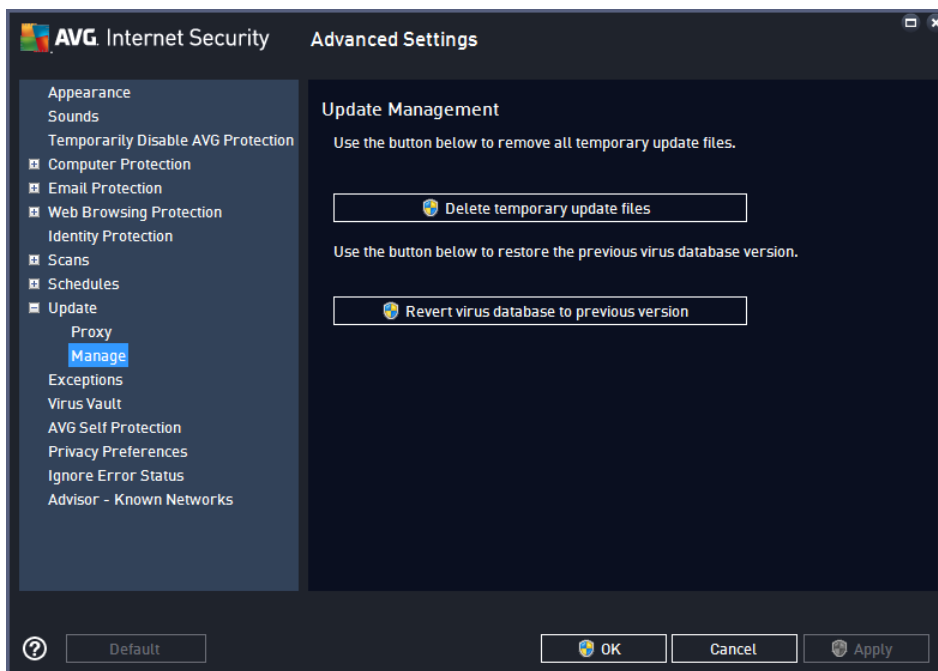 AVG. Internet Security
Advanced Settings
Appearance
Sounds
Temporarily Disable AVG Protection
Computer Protection
Email Protection
Web Browsing Protection
Identity Protection
Scans
Schedules
Update
Proxy
Manage
Exceptions
Virus Vault
AVG Self Protection
Privacy Preferences
Ignore Error Status
Advisor - Known Networks
Update Management
Use the button below to remove all temporary update files.
Delete temporary update files
Use the button below to restore the previous virus database version.
Revert virus database to previous version
?
Default
OK
Cancel
Apply